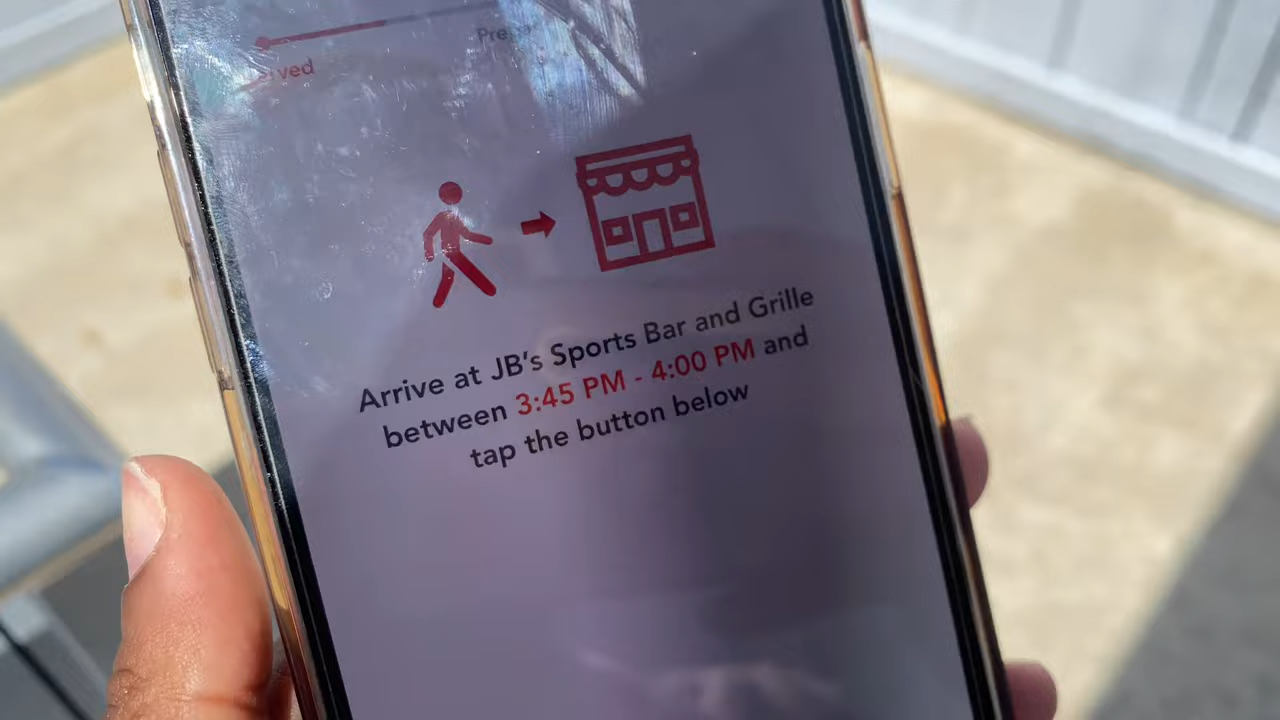 Arrive at JB's Sports Bar and Grille
between 3:45 PM - 4:00 PM and
tap the button below